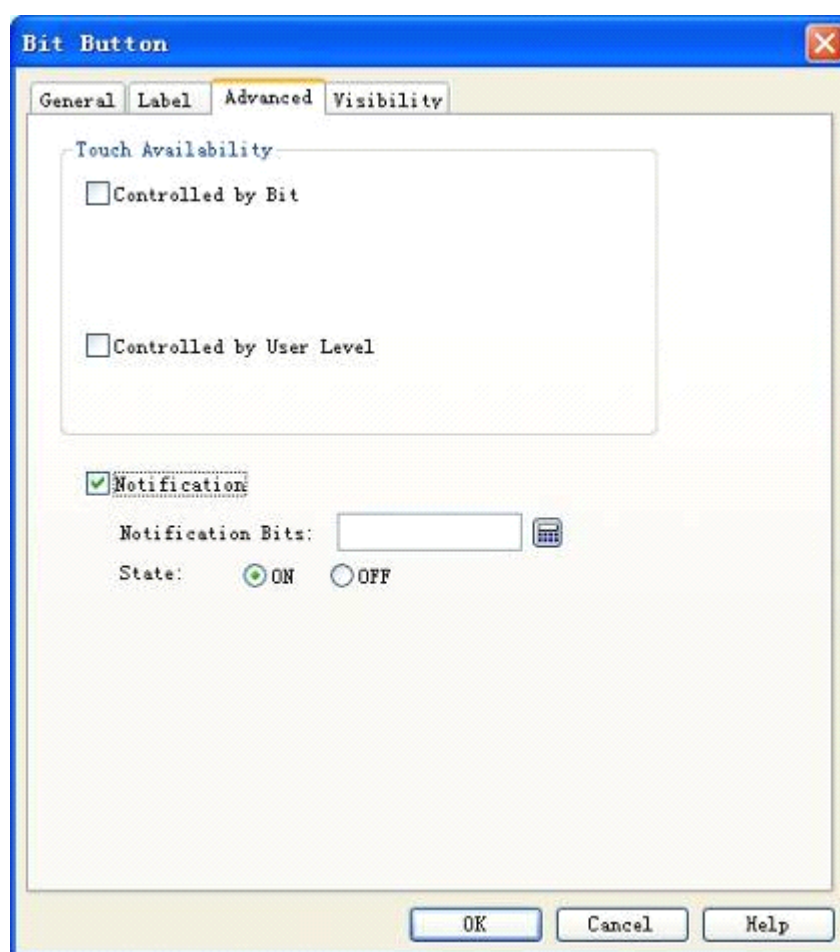 Bit Button
General Label Advanced Visibility
Touch Availability
Controlled by Bit
Controlled by User Level
Notification
Notification Bits:
State: ON OFF
OK Cancel Help